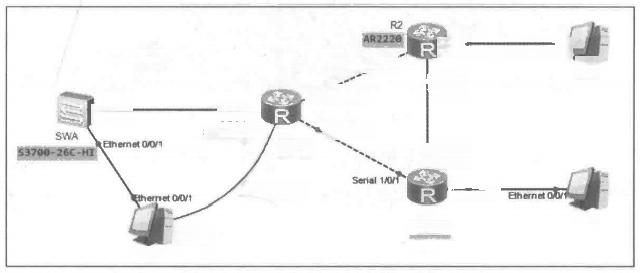 R2
AR2220
R
R
SWA
S3700-26C-HI
Ethernet 0/0/1
Serial 1/0/1
R
Ethernet 0/0/1
Ethernet 0/0/1